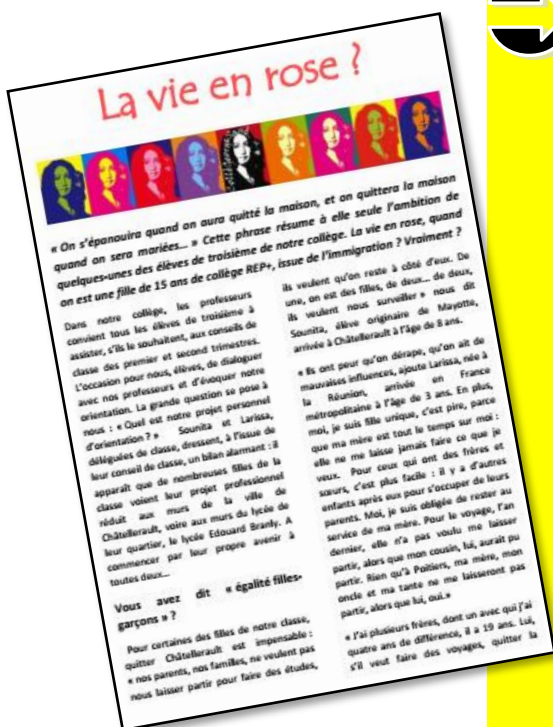 La vie en rose ?
« On s'épanouira quand on aura quitté la maison, et on quittera la maison
quand on sera mariées... » Cette phrase résume à elle seule l'ambition de
quelques-unes des élèves de troisième de notre collège. La vie en rose, quand
on est une fille de 15 ans de collège REP+, issue de l'immigration ? Vraiment ?
Dans notre collège, les professeurs
convient tous les élèves de troisième à
assister, s'ils le souhaitent, aux conseils de
classe des premier et second trimestres.
L'occasion pour nous, élèves, de dialoguer
avec nos professeurs et d'évoquer notre
orientation. La grande question se pose à
nous : « Quel est notre projet personnel
d'orientation ? » Sounita et Larissa,
déléguées de classe, dressent, à l'issue de
leur conseil de classe, un bilan alarmant : il
apparaît que de nombreuses filles de la
classe voient leur projet professionnel
réduit aux murs de la ville de
Châtellerault, voire aux murs du lycée de
leur quartier, le lycée Edouard Branly. A
commencer par leur propre avenir à
toutes deux...
Vous avez dit « égalité filles-
garçons » ?
Pour certaines des filles de notre classe,
quitter Châtellerault est impensable :
« nos parents, nos familles, ne veulent pas
nous laisser partir pour faire des études,
ils veulent qu'on reste à côté d'eux. De
une, on est des filles, de deux... de deux,
ils veulent nous surveiller » nous dit
Sounita, élève originaire de Mayotte,
arrivée à Châtellerault à l'âge de 8 ans.
« Ils ont peur qu'on dérape, qu'on ait de
mauvaises influences, ajoute Larissa, née à
la Réunion, arrivée en France
métropolitaine à l'âge de 3 ans. En plus,
moi, je suis fille unique, c'est pire, parce
que ma mère est tout le temps sur moi :
elle ne me laisse jamais faire ce que je
veux. Pour ceux qui ont des frères et
sœurs, c'est plus facile : il y a d'autres
enfants après eux pour s'occuper de leurs
parents. Moi, je suis obligée de rester au
service de ma mère. Pour le voyage, l'an
dernier, elle n'a pas voulu me laisser
partir, alors que mon cousin, lui, aurait pu
partir. Rien qu'à Poitiers, ma mère, mon
oncle et ma tante ne me laisseront pas
partir, alors que lui, oui.»
« J'ai plusieurs frères, dont un avec qui j'ai
quatre ans de différence, il a 19 ans. Lui,
s'il veut faire des voyages, quitter la